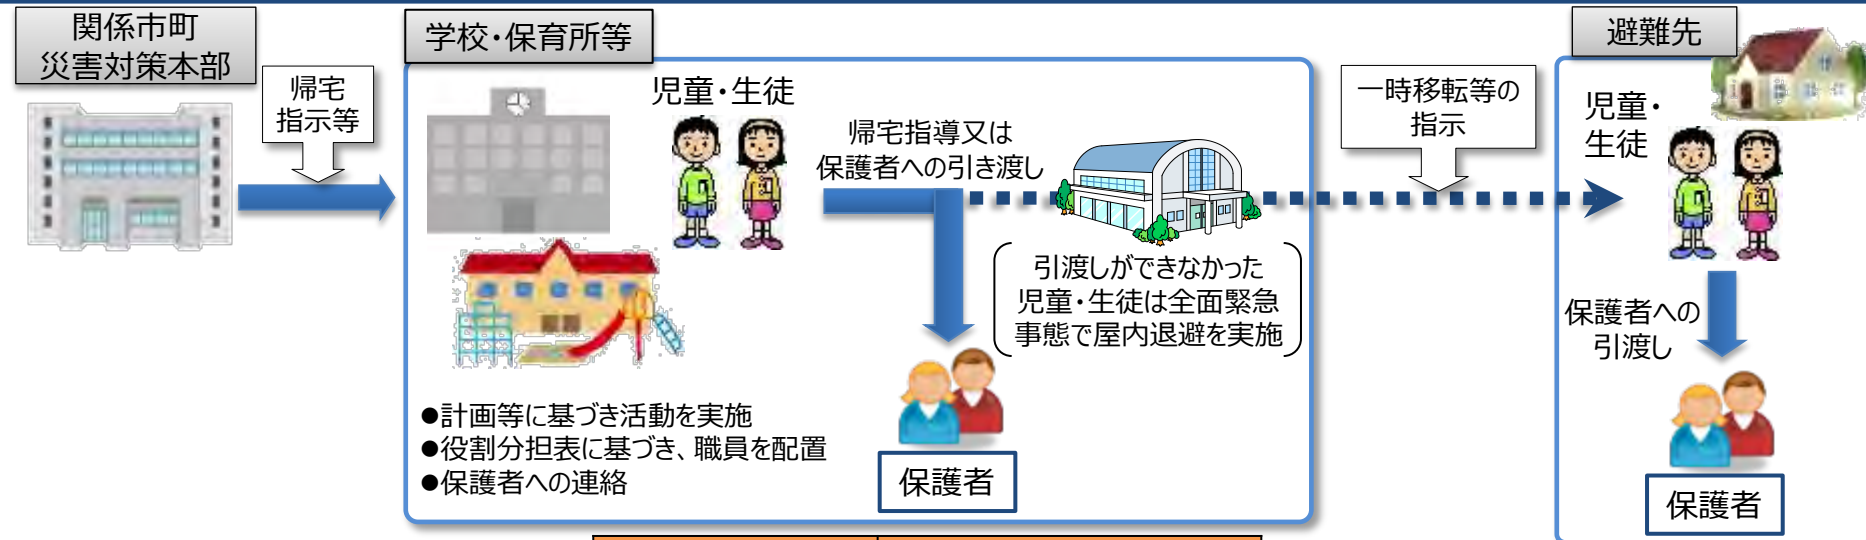 関係市町
災害対策本部
帰宅
指示等
学校・保育所等
児童・生徒
帰宅指導又は
保護者への引き渡し
引渡しができなかった
児童・生徒は全面緊急
事態で屋内退避を実施
●計画等に基づき活動を実施
●役割分担表に基づき、職員を配置
●保護者への連絡
保護者
一時移転等の
指示
避難先
児童・
生徒
保護者への
引渡し
保護者